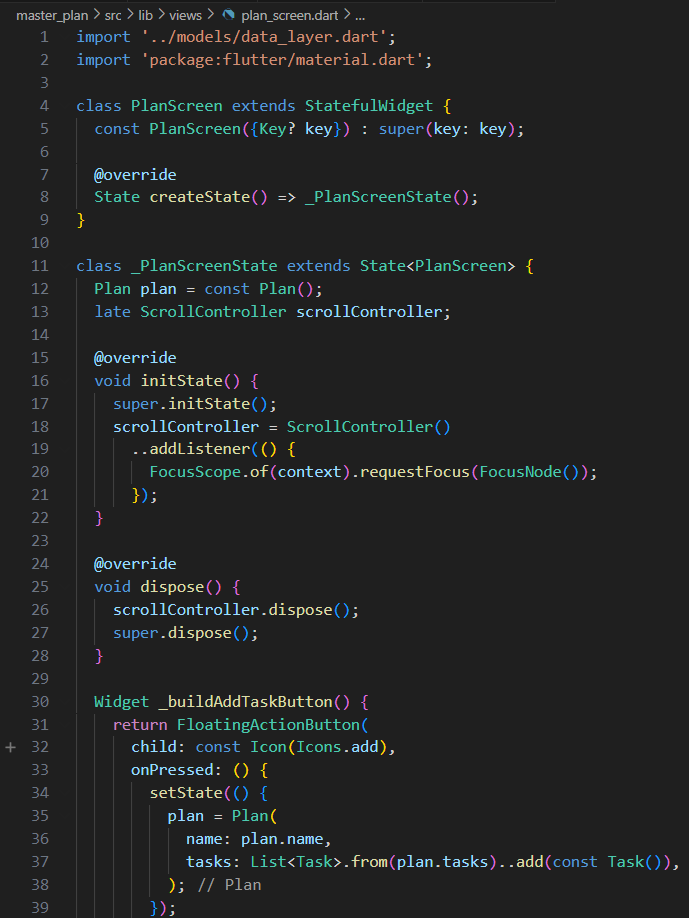 master_plan > src > lib > views > plan_screen.dart > ...
1 import '../models/data_layer.dart';
2 import 'package:flutter/material.dart';
3
4 class PlanScreen extends StatefulWidget {
5   const PlanScreen({Key? key}) : super(key: key);
6
7   @override
8   State createState() => _PlanScreenState();
9 }
10
11 class _PlanScreenState extends State<PlanScreen> {
12   Plan plan = const Plan();
13   late ScrollController scrollController;
14
15   @override
16   void initState() {
17     super.initState();
18     scrollController = ScrollController()
19       ..addListener(() {
20         FocusScope.of(context).requestFocus(FocusNode());
21       });
22   }
23
24   @override
25   void dispose() {
26     scrollController.dispose();
27     super.dispose();
28   }
29
30   Widget _buildAddTaskButton() {
31     return FloatingActionButton(
+ 32       child: const Icon(Icons.add),
33       onPressed: () {
34         setState(() {
35           plan = Plan(
36             name: plan.name,
37             tasks: List<Task>.from(plan.tasks)..add(const Task()),
38           ); // Plan
39         });